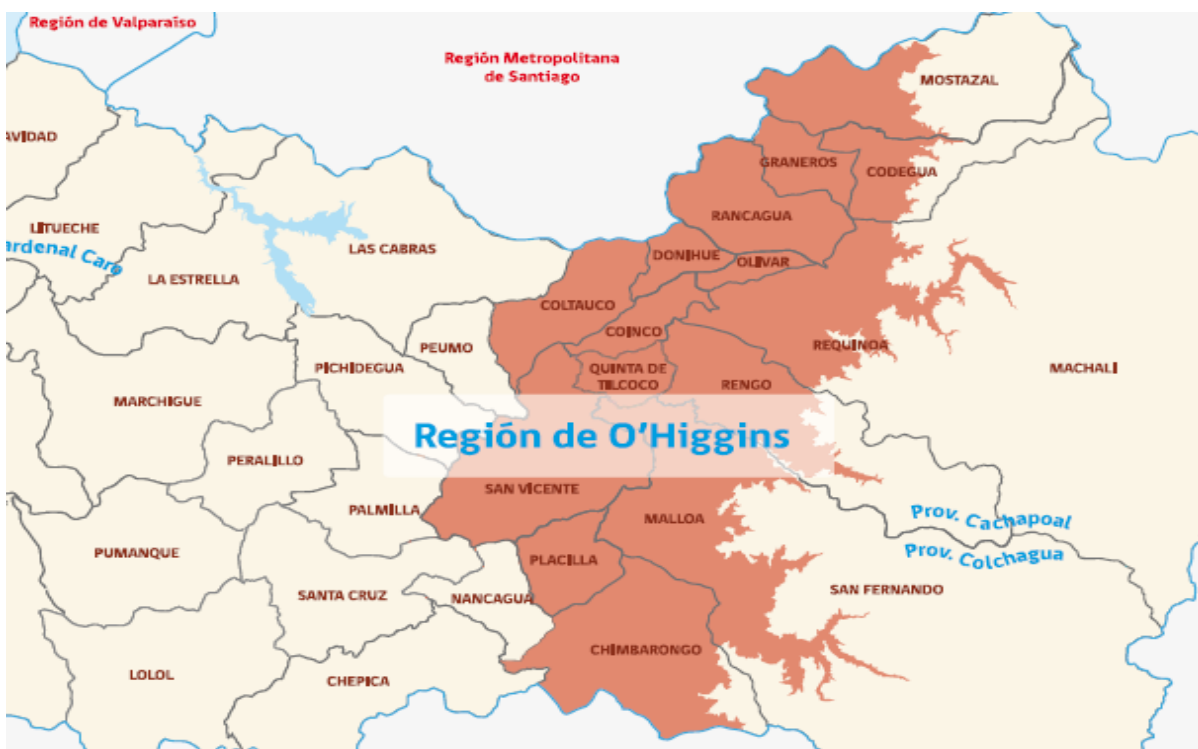 Región de Valparaíso
Región Metropolitana
de Santiago
MOSTAZAL
AVIDAD
GRANEROS
CODEGUA
RANCAGUA
LITUECHE
ardenal Caro
LAS CABRAS
DONIHUE
OLIVAR
LA ESTRELLA
COLTAUCO
COINCO
PEUMO
REQUINOA
PICHIDEGUA
QUINTA DE
TILCOCO
RENGO
MACHALI
MARCHIGUE
Región de O'Higgins
PERALILLO
SAN VICENTE
PALMILLA
MALLOA
Prov. Cachapoal
PUMANQUE
Prov. Colchagua
PLACILLA
SAN FERNANDO
SANTA CRUZ
NANCAGUA
CHIMBARONGO
LOLOL
CHEPICA